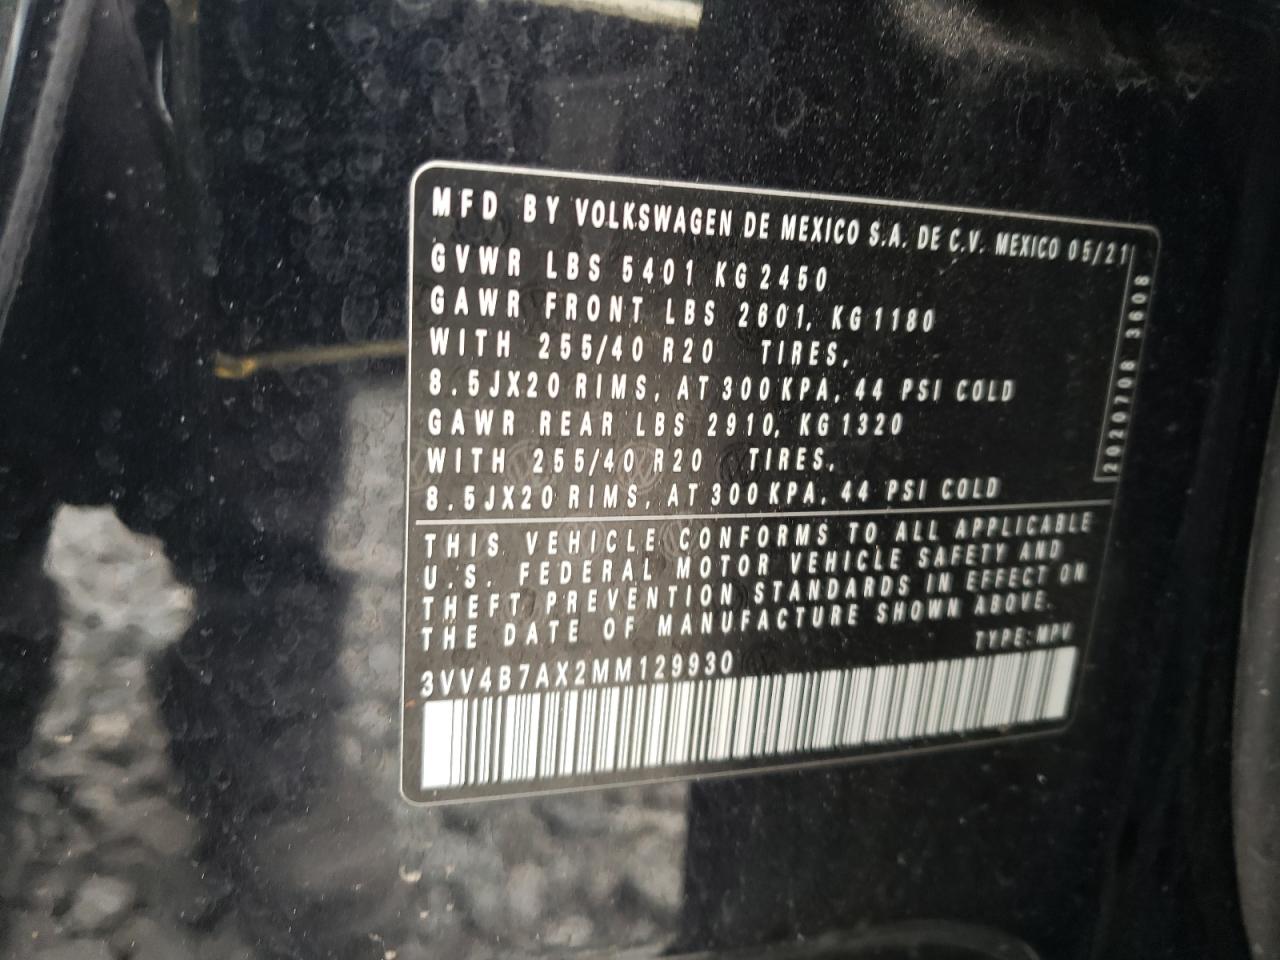 MFD BY VOLKSWAGEN DE MEXICO S.A. DE C.V. MEXICO 05/21
GVWR LBS 5401 KG 2450
GAWR FRONT LBS 2601, KG 1180
WITH 255/40 R20 TIRES,
8.5JX20 RIMS, AT 300 KPA, 44 PSI COLD
GAWR REAR LBS 2910, KG 1320
WITH 255/40 R20 TIRES,
8.5JX20 RIMS, AT 300 KPA, 44 PSI COLD
2020708 3608
THIS VEHICLE CONFORMS TO ALL APPLICABLE
U.S. FEDERAL MOTOR VEHICLE SAFETY AND
THEFT PREVENTION STANDARDS IN EFFECT ON
THE DATE OF MANUFACTURE SHOWN ABOVE.
TYPE: MPV
3VV4B7AX2MM129930